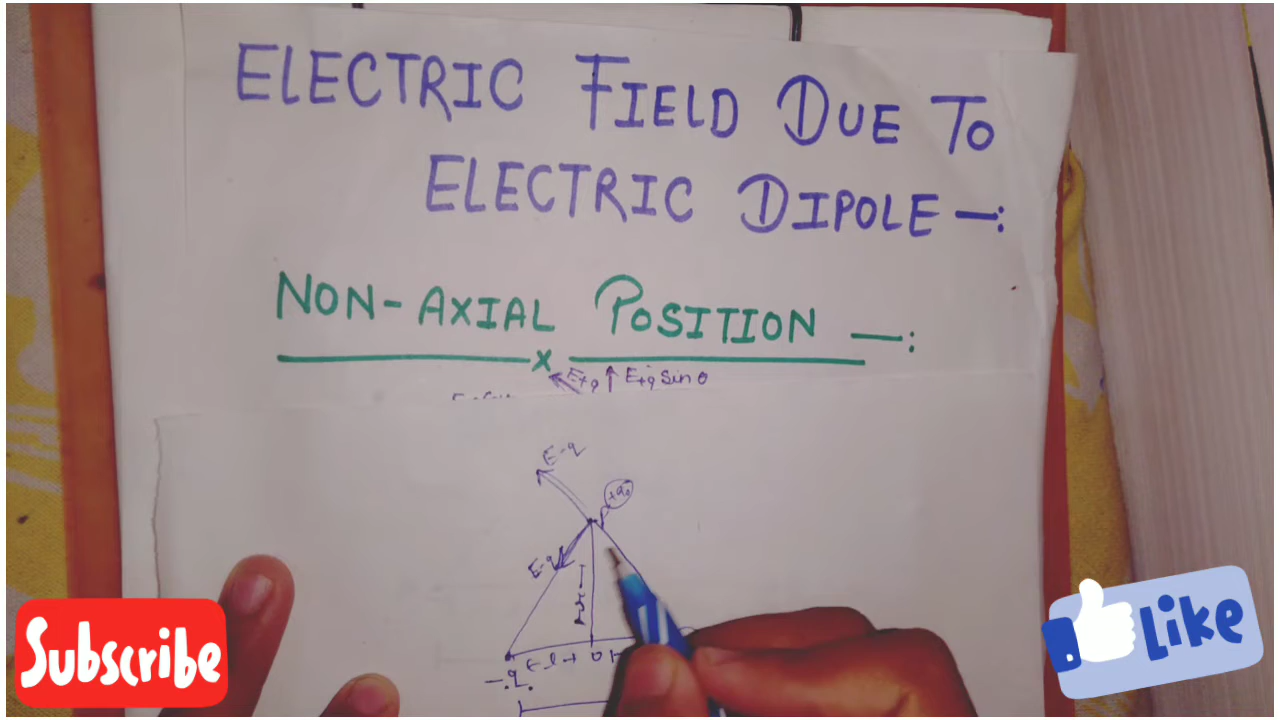 ELECTRIC FIELD DUE TO
ELECTRIC DIPOLE —:
NON-AXIAL POSITION —:
x
E+q ↑ E+q Sin θ
E-q
+q₀
E-q
l
O
-q
Subscribe
Like